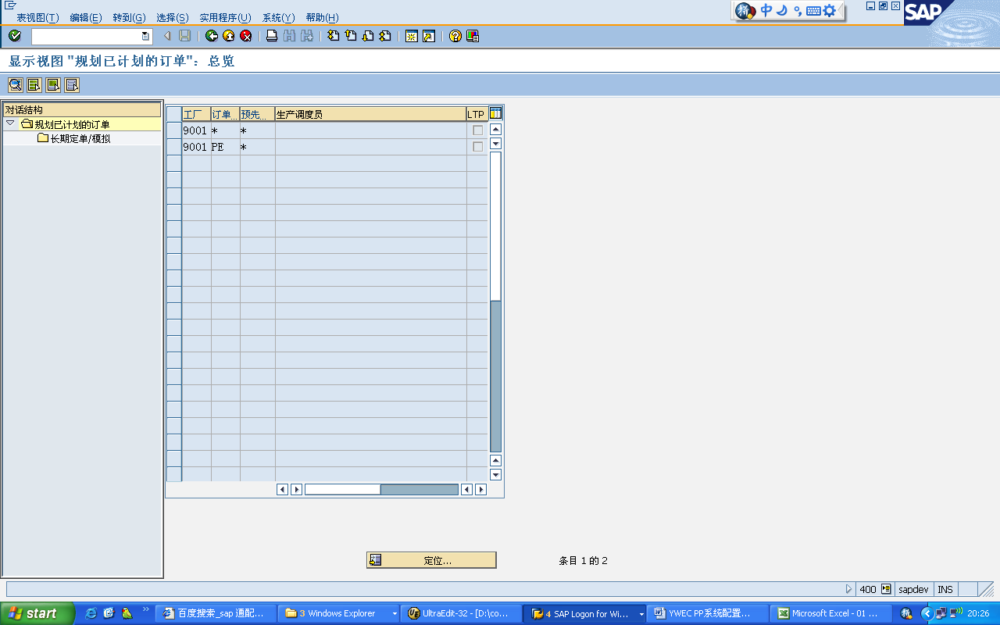 表视图(T) 编辑(E) 转到(G) 选择(S) 实用程序(U) 系统(Y) 帮助(H)
中
SAP
显示视图 "规划已计划的订单": 总览
对话结构
规划已计划的订单
长期定单/模拟
工厂 订单... 预先... 生产调度员 LTP
9001 * *
9001 PE *
定位...
条目 1 的 2
400 sapdev INS
start
百度搜索_sap 通配...
3 Windows Explorer
UltraEdit-32 - [D:\co...
4 SAP Logon for Wi...
YWEC PP系统配置...
Microsoft Excel - 01 ...
20:26